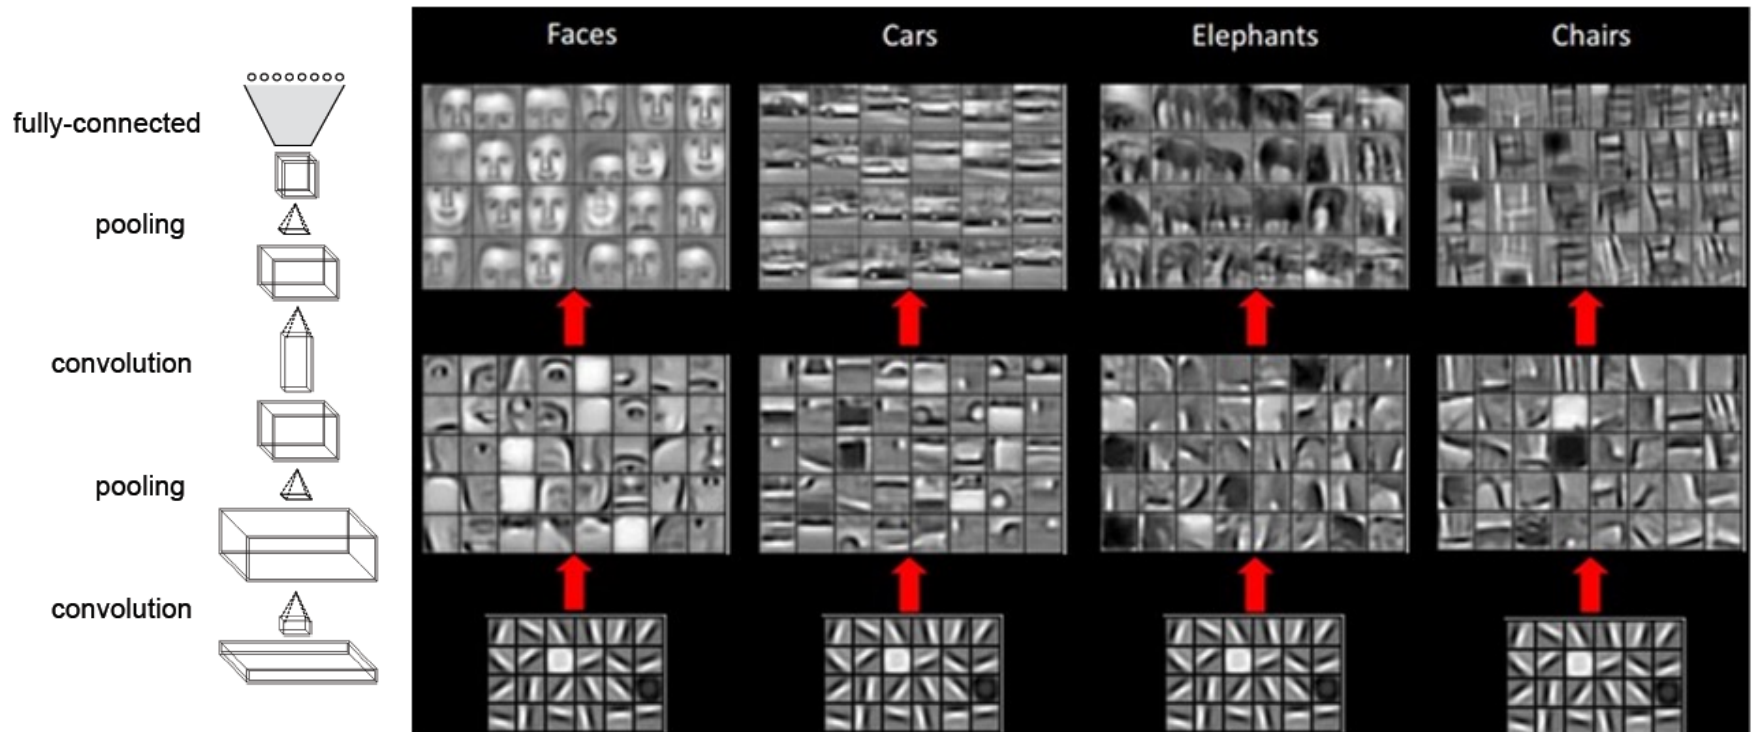 Faces
Cars
Elephants
Chairs
fully-connected
pooling
convolution
pooling
convolution